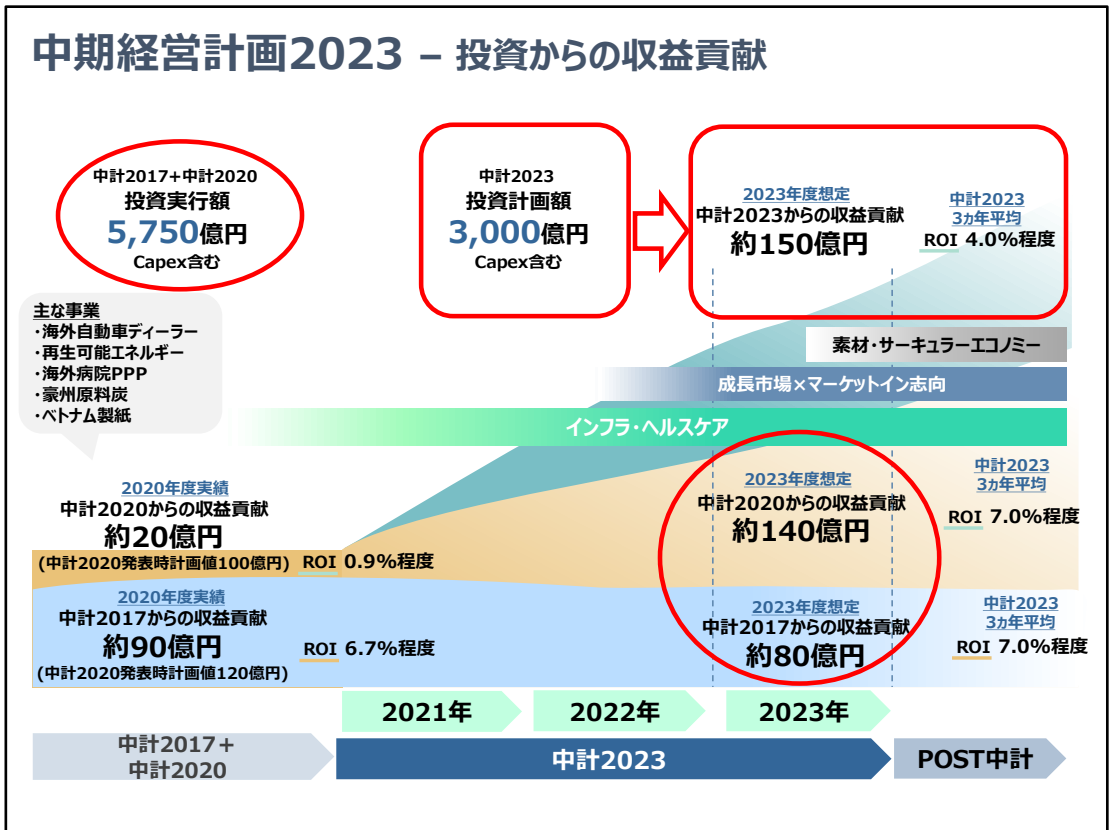 中期経営計画2023 – 投資からの収益貢献
中計2017+中計2020
投資実行額
5,750億円
Capex含む
中計2023
投資計画額
3,000億円
Capex含む
2023年度想定
中計2023からの収益貢献
約150億円
中計2023
3ヵ年平均
ROI 4.0%程度
主な事業
・海外自動車ディーラー
・再生可能エネルギー
・海外病院PPP
・豪州原料炭
・ベトナム製紙
素材・サーキュラーエコノミー
成長市場×マーケットイン志向
インフラ・ヘルスケア
2020年度実績
中計2020からの収益貢献
約20億円
(中計2020発表時計画値100億円)
ROI 0.9%程度
2023年度想定
中計2020からの収益貢献
約140億円
中計2023
3ヵ年平均
ROI 7.0%程度
2020年度実績
中計2017からの収益貢献
約90億円
(中計2020発表時計画値120億円)
ROI 6.7%程度
2023年度想定
中計2017からの収益貢献
約80億円
中計2023
3ヵ年平均
ROI 7.0%程度
2021年
2022年
2023年
中計2017+
中計2020
中計2023
POST中計